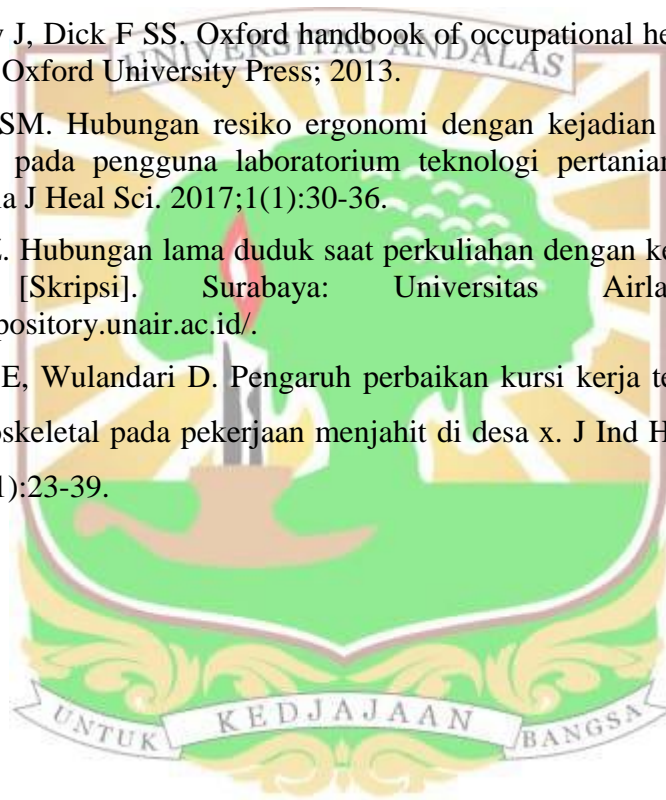 y J, Dick F SS. Oxford handbook of occupational he
UNIVERSITAS ANDALAS
Oxford University Press; 2013.
SM. Hubungan resiko ergonomi dengan kejadian
pada pengguna laboratorium teknologi pertanian
a J Heal Sci. 2017;1(1):30-36.
. Hubungan lama duduk saat perkuliahan dengan ke
[Skripsi]. Surabaya: Universitas Airla
pository.unair.ac.id/.
E, Wulandari D. Pengaruh perbaikan kursi kerja te
oskeletal pada pekerjaan menjahit di desa x. J Ind H
1):23-39.
UNTUK KEDJAJAAN BANGSA